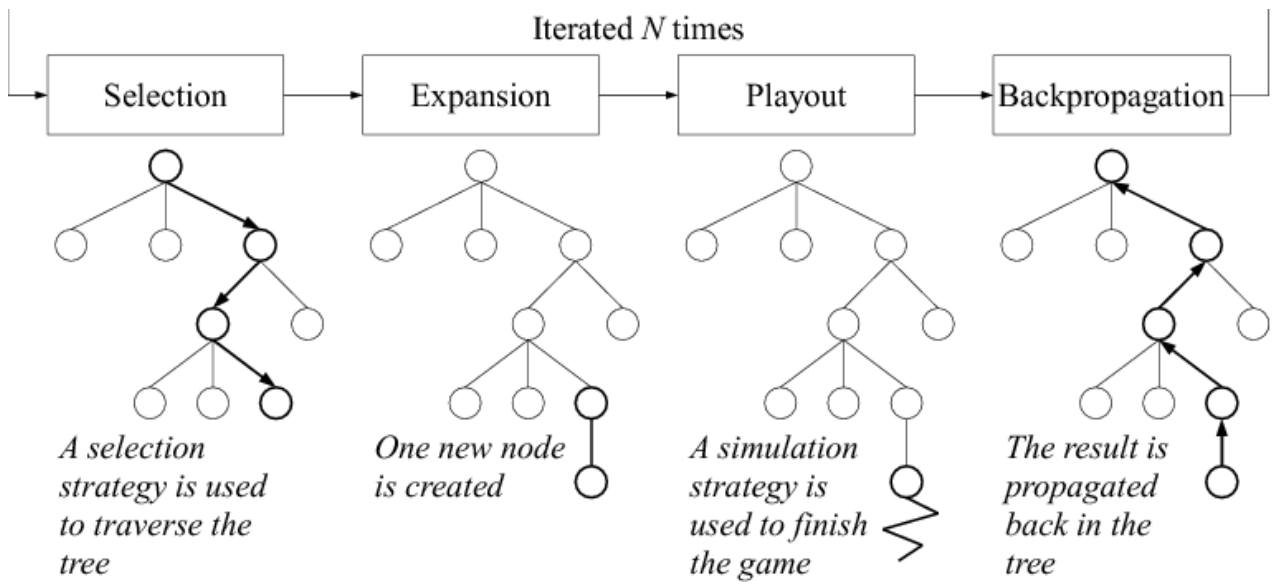 Iterated N times
Selection
Expansion
Playout
Backpropagation
A selection
strategy is used
to traverse the
tree
One new node
is created
A simulation
strategy is
used to finish
the game
The result is
propagated
back in the
tree